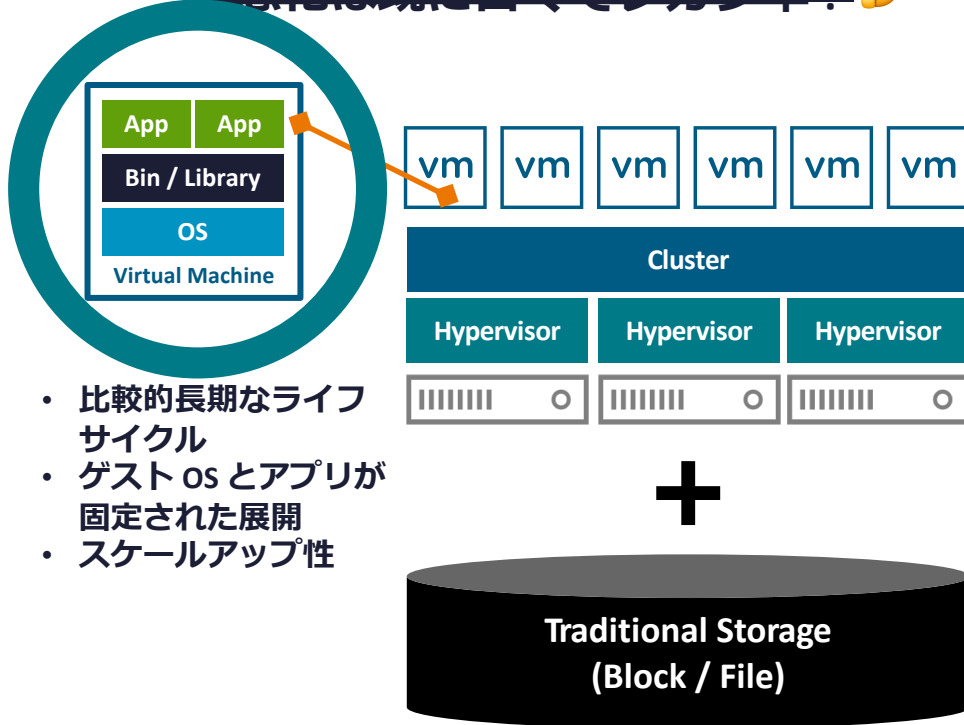 App App
Bin / Library
OS
Virtual Machine
vm vm vm vm vm vm
Cluster
Hypervisor Hypervisor Hypervisor
• 比較的長期なライフ
サイクル
• ゲスト OS とアプリが
固定された展開
• スケールアップ性
+
Traditional Storage
(Block / File)